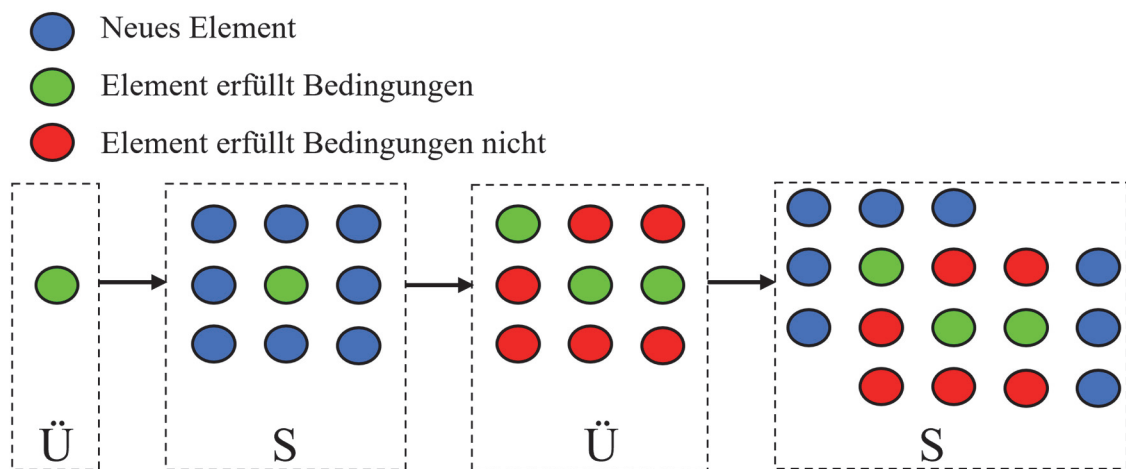 Neues Element
Element erfüllt Bedingungen
Element erfüllt Bedingungen nicht
Ü
S
Ü
S